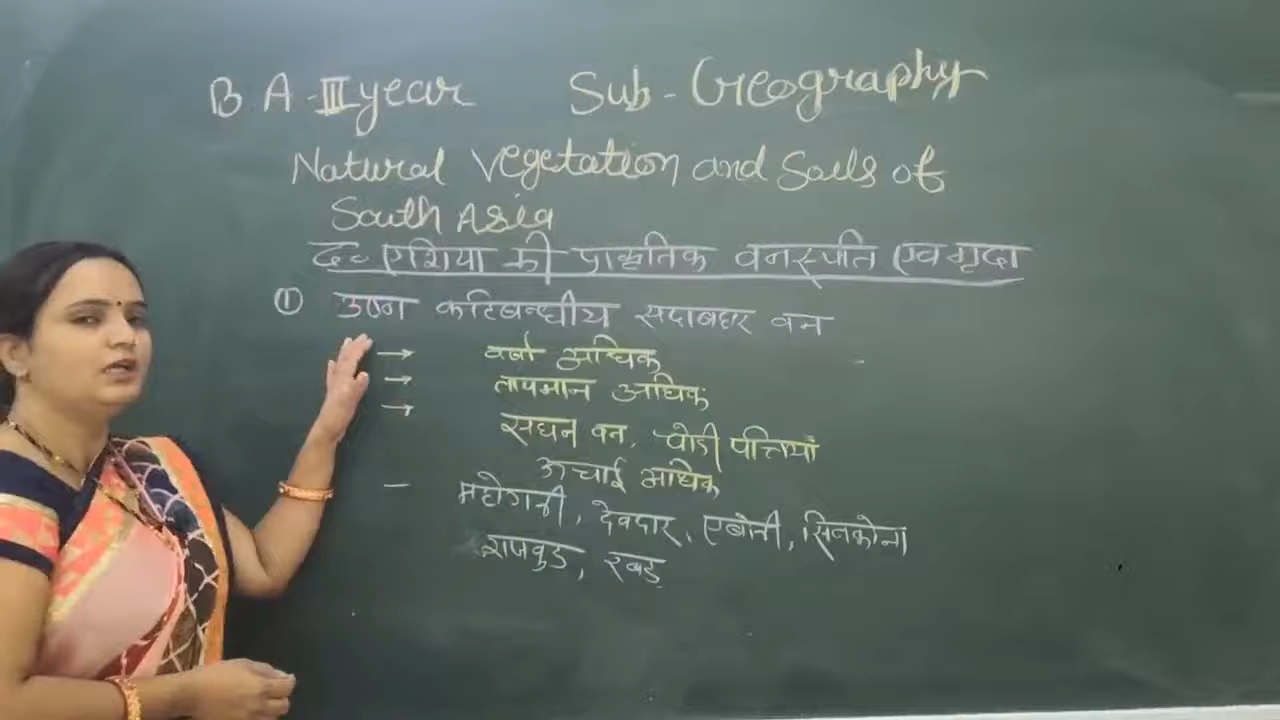 B A - III year Sub - Geography
Natural Vegetation and Soils of
South Asia
द० एशिया की प्राकृतिक वनस्पति एवं मृदा
① उष्ण कटिबन्धीय सदाबहार वन
→ वर्षा अधिक
→ तापमान अधिक
→ सघन वन, चौडी पत्तियाँ
ऊचाई अधिक
- महोगनी, देवदार, एबोनी, सिनकोना
राजवुड, रबड़